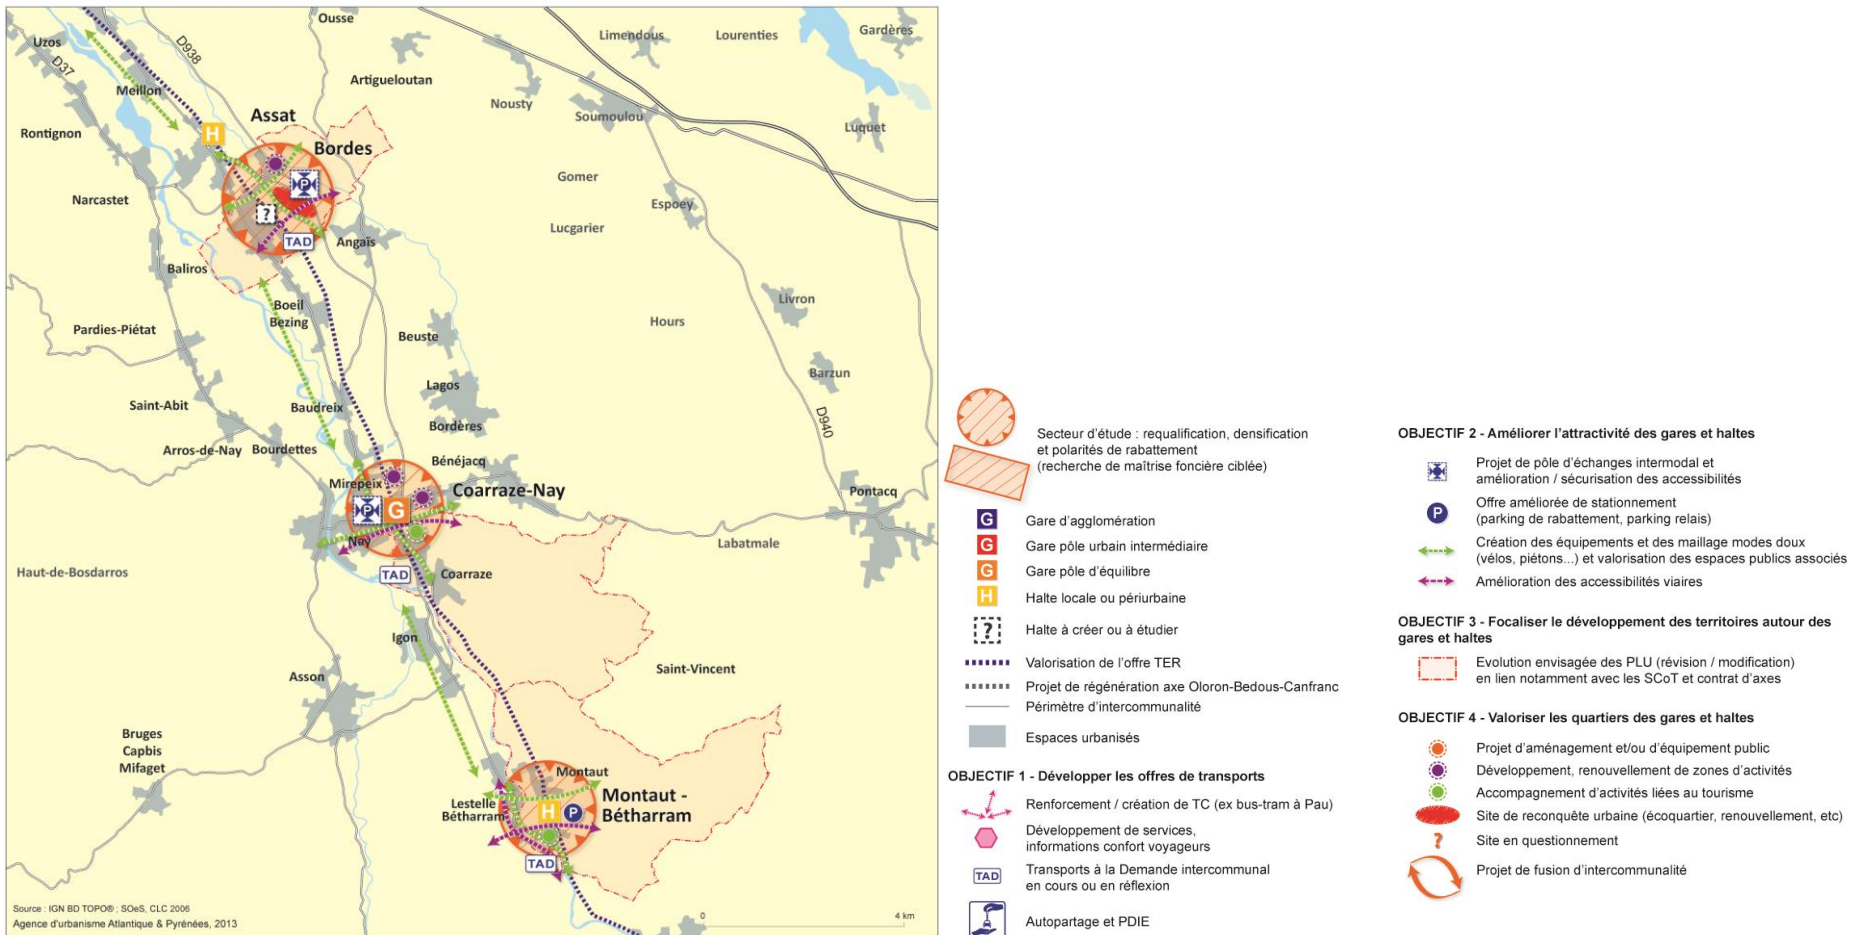 Ousse
Uzos
D938
D37
Limendous
Lourenties
Gardères
Meillon
Artigueloutan
Nousty
Soumoulou
Luquet
Rontignon
H
Assat
Bordes
P
Narcastet
Gomer
Espoey
?
Lucgarier
TAD
Angaïs
Baliros
Boeil
Bezing
Livron
Pardies-Piétat
Beuste
Hours
Lagos
Barzun
Saint-Abit
Baudreix
D940
Bordères
Arros-de-Nay
Bourdettes
Bénéjacq
Mirepeix
Coarraze-Nay
Pontacq
P
G
Nay
Labatmale
Haut-de-Bosdarros
TAD
Coarraze
Igon
Saint-Vincent
Asson
Bruges
Capbis
Mifaget
Montaut
Lestelle
Bétharram
H
P
Montaut -
Bétharram
TAD
Source : IGN BD TOPO® ; SOeS, CLC 2006
Agence d'urbanisme Atlantique & Pyrénées, 2013
0
4 km
Secteur d'étude : requalification, densification
et polarités de rabattement
(recherche de maîtrise foncière ciblée)
G Gare d'agglomération
G Gare pôle urbain intermédiaire
G Gare pôle d'équilibre
H Halte locale ou périurbaine
? Halte à créer ou à étudier
Valorisation de l'offre TER
Projet de régénération axe Oloron-Bedous-Canfranc
Périmètre d'intercommunalité
Espaces urbanisés
OBJECTIF 1 - Développer les offres de transports
Renforcement / création de TC (ex bus-tram à Pau)
Développement de services,
informations confort voyageurs
TAD Transports à la Demande intercommunal
en cours ou en réflexion
Autopartage et PDIE
OBJECTIF 2 - Améliorer l'attractivité des gares et haltes
Projet de pôle d'échanges intermodal et
amélioration / sécurisation des accessibilités
P Offre améliorée de stationnement
(parking de rabattement, parking relais)
Création des équipements et des maillage modes doux
(vélos, piétons...) et valorisation des espaces publics associés
Amélioration des accessibilités viaires
OBJECTIF 3 - Focaliser le développement des territoires autour des
gares et haltes
Evolution envisagée des PLU (révision / modification)
en lien notamment avec les SCoT et contrat d'axes
OBJECTIF 4 - Valoriser les quartiers des gares et haltes
Projet d'aménagement et/ou d'équipement public
Développement, renouvellement de zones d'activités
Accompagnement d'activités liées au tourisme
Site de reconquête urbaine (écoquartier, renouvellement, etc)
? Site en questionnement
Projet de fusion d'intercommunalité